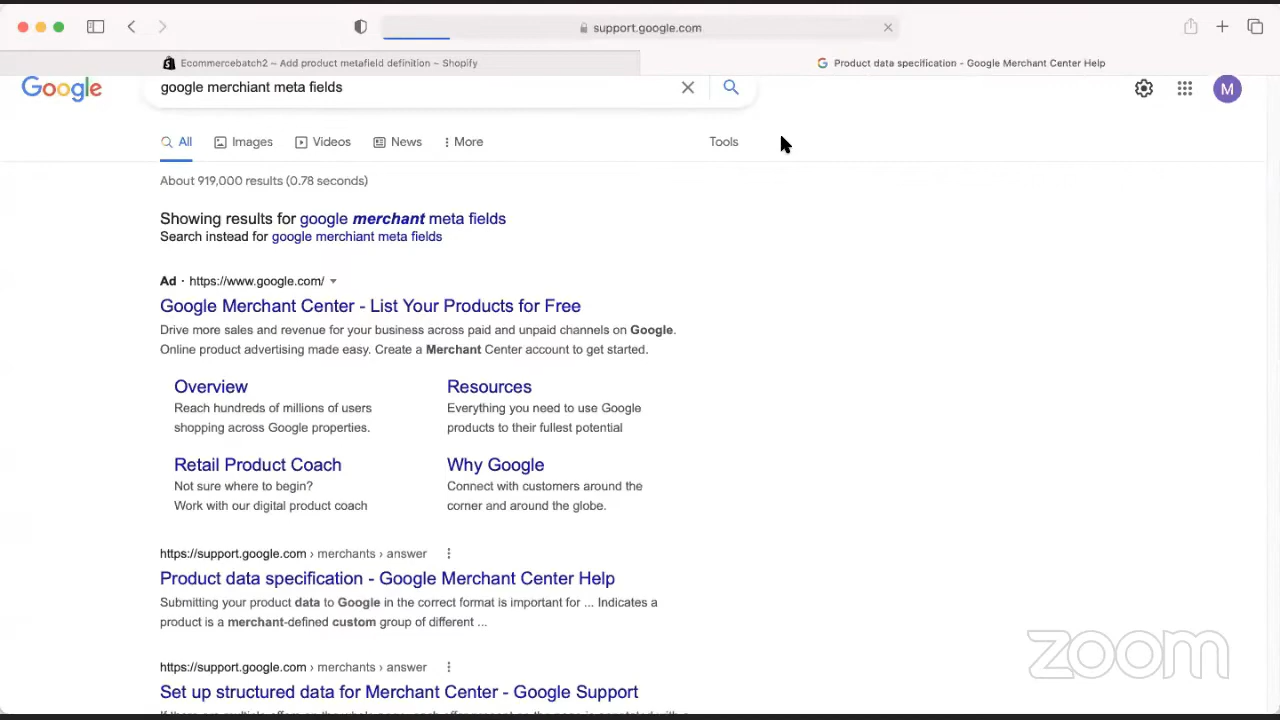 support.google.com
Ecommercebatch2 ~ Add product metafield definition ~ Shopify
Product data specification - Google Merchant Center Help
Google
google merchiant meta fields
M
All
Images
Videos
News
More
Tools
About 919,000 results (0.78 seconds)
Showing results for google merchant meta fields
Search instead for google merchiant meta fields
Ad · https://www.google.com/
Google Merchant Center - List Your Products for Free
Drive more sales and revenue for your business across paid and unpaid channels on Google.
Online product advertising made easy. Create a Merchant Center account to get started.
Overview
Reach hundreds of millions of users
shopping across Google properties.
Resources
Everything you need to use Google
products to their fullest potential
Retail Product Coach
Not sure where to begin?
Work with our digital product coach
Why Google
Connect with customers around the
corner and around the globe.
https://support.google.com › merchants › answer
Product data specification - Google Merchant Center Help
Submitting your product data to Google in the correct format is important for ... Indicates a
product is a merchant-defined custom group of different ...
https://support.google.com › merchants › answer
Set up structured data for Merchant Center - Google Support
zoom